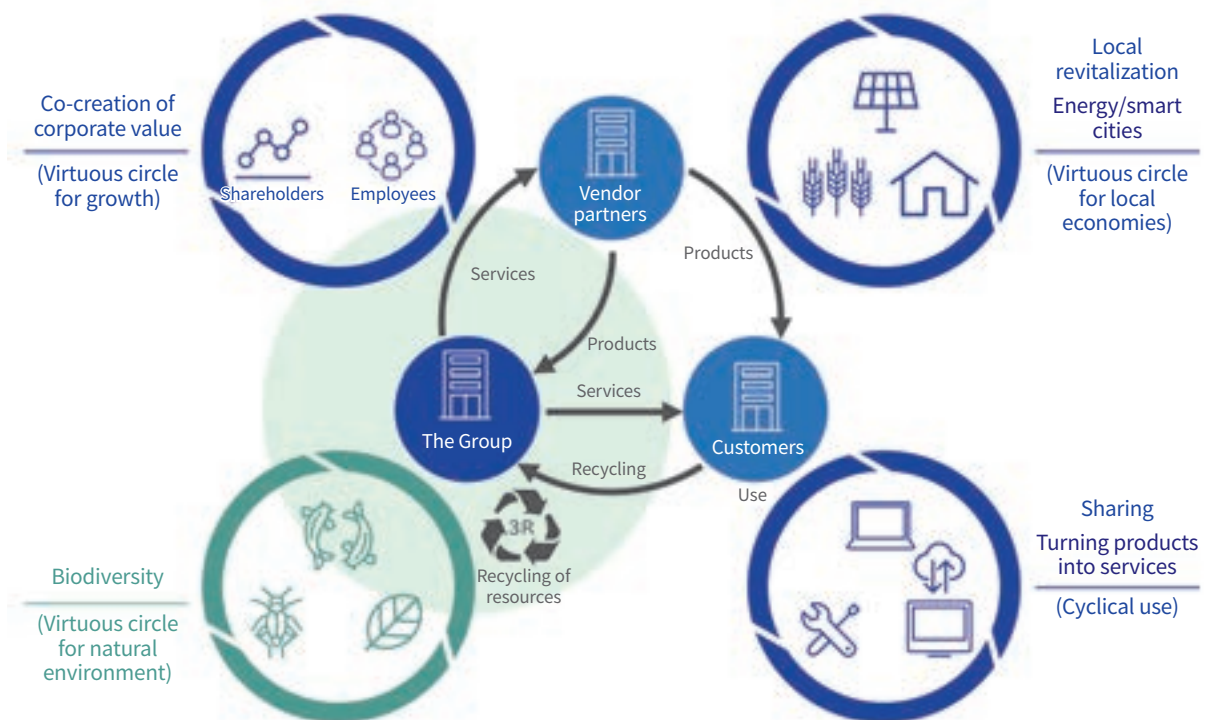 Co-creation of
corporate value
(Virtuous circle
for growth)
Shareholders
Employees
Vendor
partners
Local
revitalization
Energy/smart
cities
(Virtuous circle
for local
economies)
Services
Products
Products
The Group
Services
Customers
Recycling
Use
3R
Recycling of
resources
Biodiversity
(Virtuous circle
for natural
environment)
Sharing
Turning products
into services
(Cyclical use)